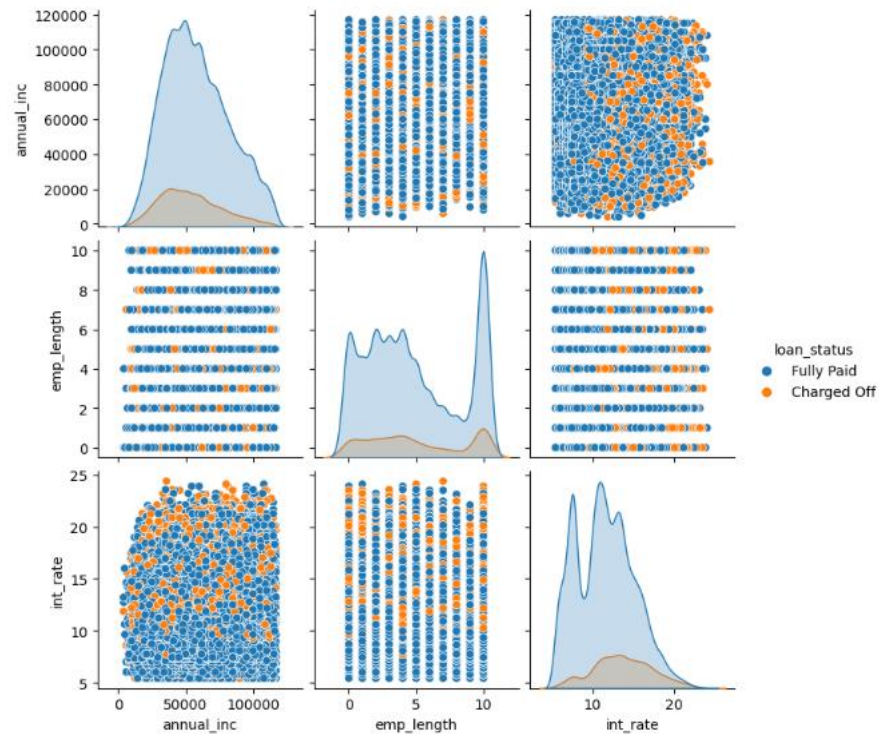 120000
100000
80000
60000
40000
20000
0
annual_inc
10
8
6
4
2
0
emp_length
loan_status
Fully Paid
Charged Off
25
20
15
10
5
int_rate
0 50000 100000
annual_inc
0 5 10
emp_length
10 20
int_rate